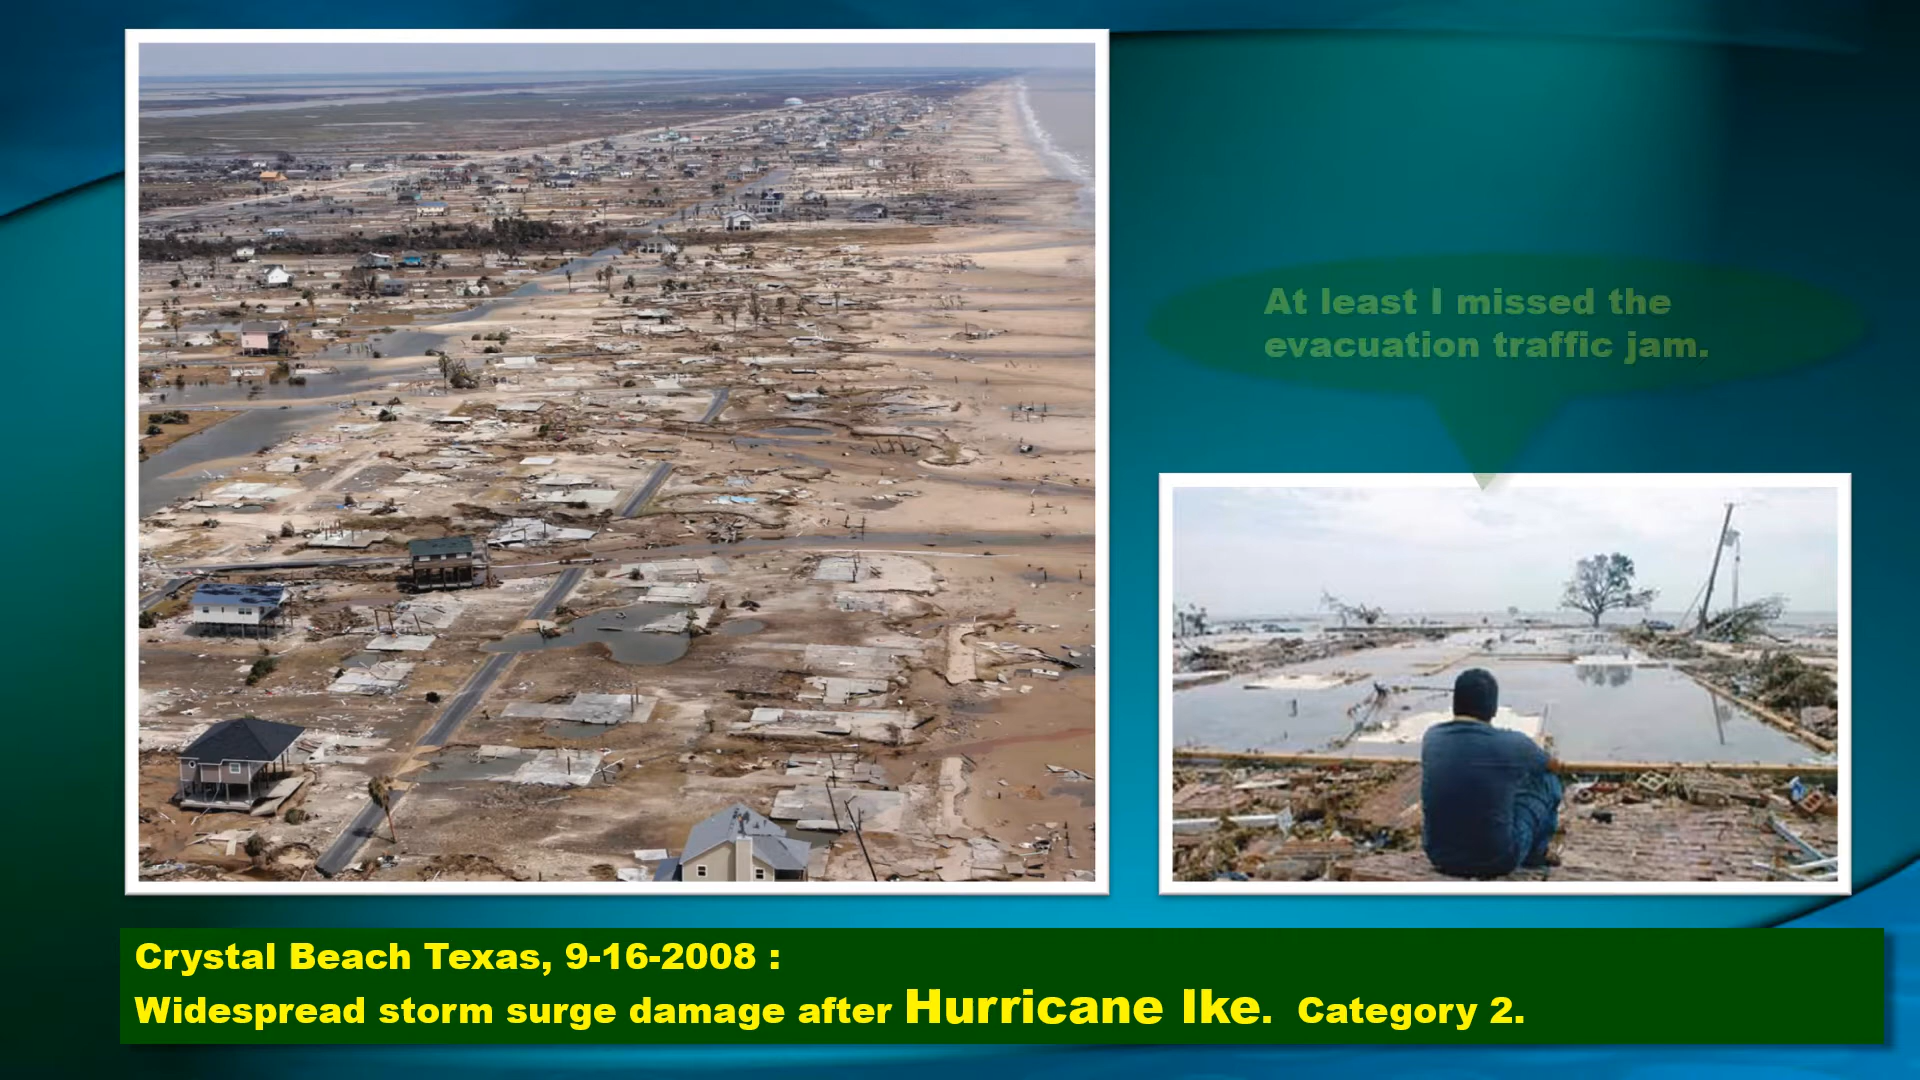 At least I missed the
evacuation traffic jam.
Crystal Beach Texas, 9-16-2008 :
Widespread storm surge damage after Hurricane Ike. Category 2.